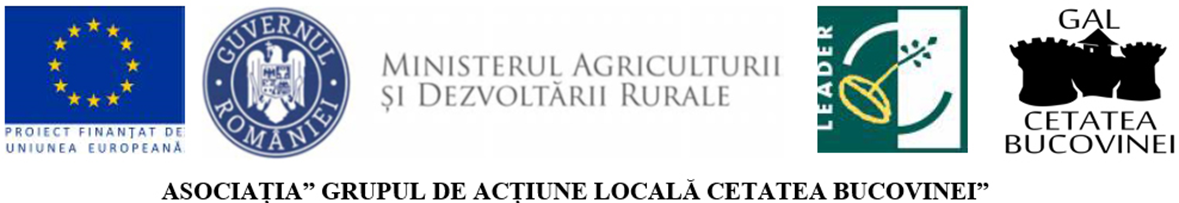 PROIECT FINANȚAT DE
UNIUNEA EUROPEANĂ
GUVERNUL
ROMÂNIEI
MINISTERUL AGRICULTURII
ȘI DEZVOLTĂRII RURALE
LEADER
GAL
CETATEA
BUCOVINEI
ASOCIAȚIA” GRUPUL DE ACȚIUNE LOCALĂ CETATEA BUCOVINEI”